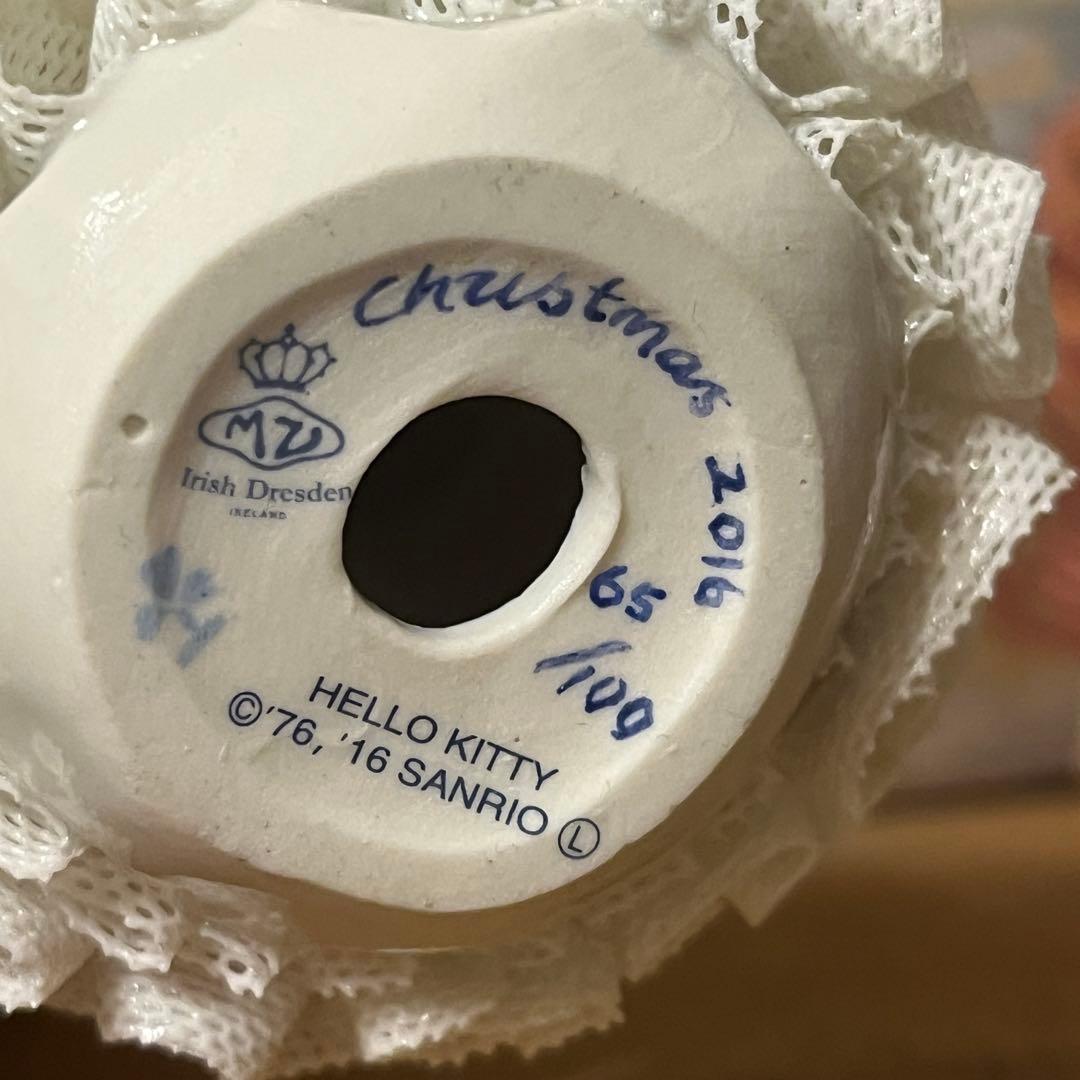 Christmas 2016
MZ
Irish Dresden
IRELAND
65
/100
HELLO KITTY
©'76, '16 SANRIO Ⓛ